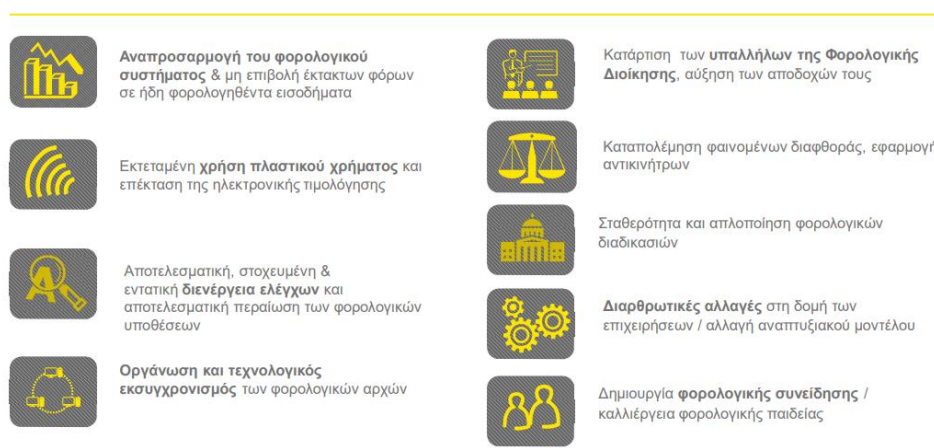 Αναπροσαρμογή του φορολογικού
συστήματος & μη επιβολή έκτακτων φόρων
σε ήδη φορολογηθέντα εισοδήματα
Εκτεταμένη χρήση πλαστικού χρήματος και
επέκταση της ηλεκτρονικής τιμολόγησης
Αποτελεσματική, στοχευμένη &
εντατική διενέργεια ελέγχων και
αποτελεσματική περαίωση των φορολογικών
υποθέσεων
Οργάνωση και τεχνολογικός
εκσυγχρονισμός των φορολογικών αρχών
Κατάρτιση των υπαλλήλων της Φορολογικής
Διοίκησης, αύξηση των αποδοχών τους
Καταπολέμηση φαινομένων διαφθοράς, εφαρμογή
αντικινήτρων
Σταθερότητα και απλοποίηση φορολογικών
διαδικασιών
Διαρθρωτικές αλλαγές στη δομή των
επιχειρήσεων / αλλαγή αναπτυξιακού μοντέλου
Δημιουργία φορολογικής συνείδησης /
καλλιέργεια φορολογικής παιδείας